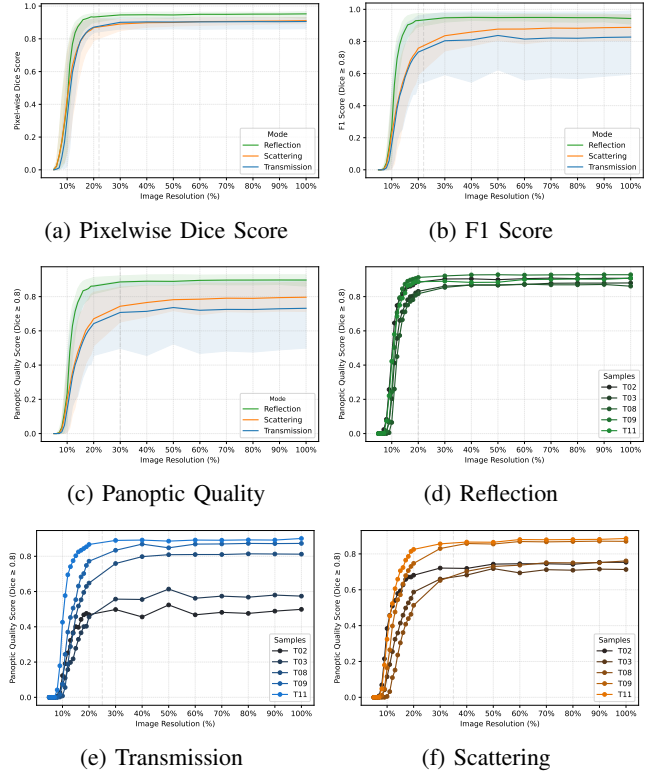 1.0
0.8
0.6
0.4
0.2
0.0
Pixel-wise Dice Score
Mode
Reflection
Scattering
Transmission
10% 20% 30% 40% 50% 60% 70% 80% 90% 100%
Image Resolution (%)
(a) Pixelwise Dice Score
1.0
0.8
0.6
0.4
0.2
0.0
F1 Score (Dice ≥ 0.8)
Mode
Reflection
Scattering
Transmission
10% 20% 30% 40% 50% 60% 70% 80% 90% 100%
Image Resolution (%)
(b) F1 Score
0.8
0.6
0.4
0.2
0.0
Panoptic Quality Score (Dice ≥ 0.8)
Mode
Reflection
Scattering
Transmission
10% 20% 30% 40% 50% 60% 70% 80% 90% 100%
Image Resolution (%)
(c) Panoptic Quality
0.8
0.6
0.4
0.2
0.0
Panoptic Quality Score (Dice ≥ 0.8)
Samples
T02
T03
T08
T09
T11
10% 20% 30% 40% 50% 60% 70% 80% 90% 100%
Image Resolution (%)
(d) Reflection
0.8
0.6
0.4
0.2
0.0
Panoptic Quality Score (Dice ≥ 0.8)
Samples
T02
T03
T08
T09
T11
10% 20% 30% 40% 50% 60% 70% 80% 90% 100%
Image Resolution (%)
(e) Transmission
0.8
0.6
0.4
0.2
0.0
Panoptic Quality Score (Dice ≥ 0.8)
Samples
T02
T03
T08
T09
T11
10% 20% 30% 40% 50% 60% 70% 80% 90% 100%
Image Resolution (%)
(f) Scattering